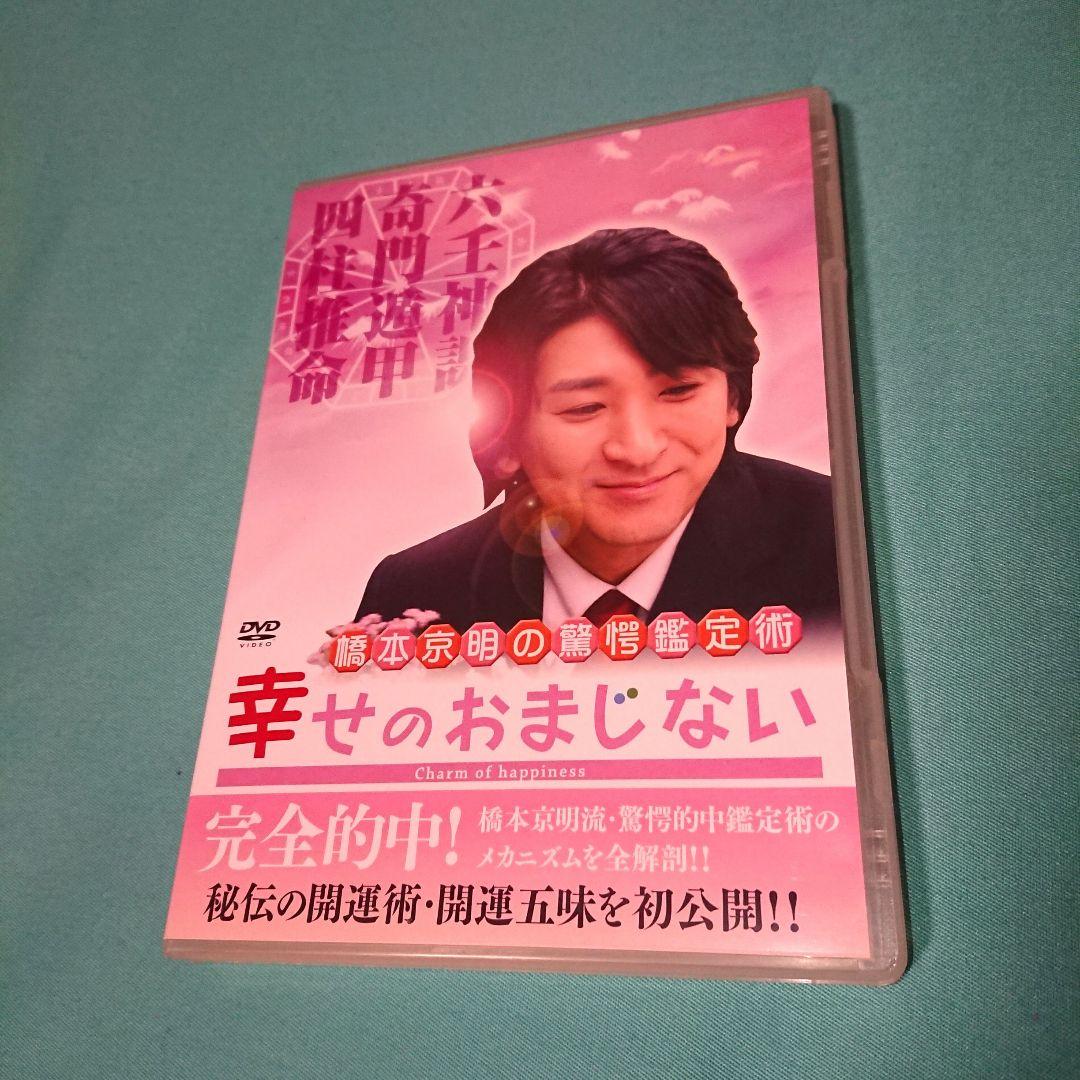 六壬神課
奇門遁甲
四柱推命
DVD
VIDEO
橋本京明の驚愕鑑定術
幸せのおまじない
Charm of happiness
完全的中!
橋本京明流・驚愕的中鑑定術の
メカニズムを全解剖!!
秘伝の開運術・開運五味を初公開!!